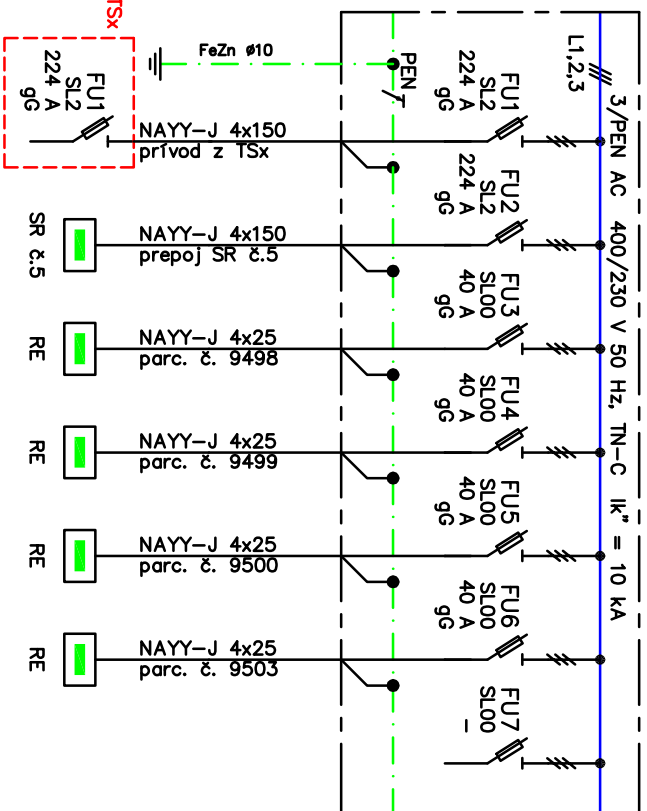 TSx
FU1
SL2
224 A
gG
FeZn ø10
PEN
L1,2,3
3/PEN AC 400/230 V 50 Hz, TN-C Ik" = 10 kA
FU1
SL2
224 A
gG
NAYY-J 4x150
prívod z TSx
FU2
SL2
224 A
gG
NAYY-J 4x150
prepoj SR č.5
SR č.5
FU3
SL00
40 A
gG
NAYY-J 4x25
parc. č. 9498
RE
FU4
SL00
40 A
gG
NAYY-J 4x25
parc. č. 9499
RE
FU5
SL00
40 A
gG
NAYY-J 4x25
parc. č. 9500
RE
FU6
SL00
40 A
gG
NAYY-J 4x25
parc. č. 9503
RE
FU7
SL00
-